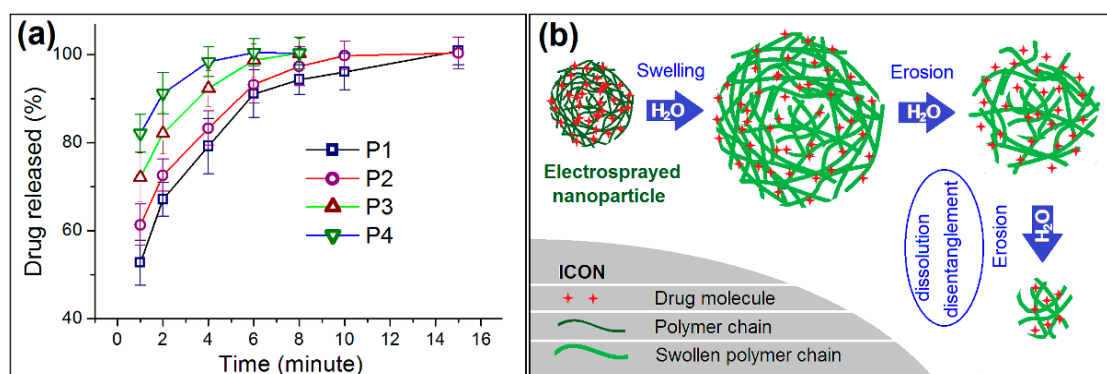 (a)
Drug released (%)
100
80
60
40
P1
P2
P3
P4
0 2 4 6 8 10 12 14 16
Time (minute)
(b)
Swelling
H₂O
Erosion
H₂O
Electrosprayed
nanoparticle
dissolution
disentanglement
Erosion
H₂O
ICON
Drug molecule
Polymer chain
Swollen polymer chain